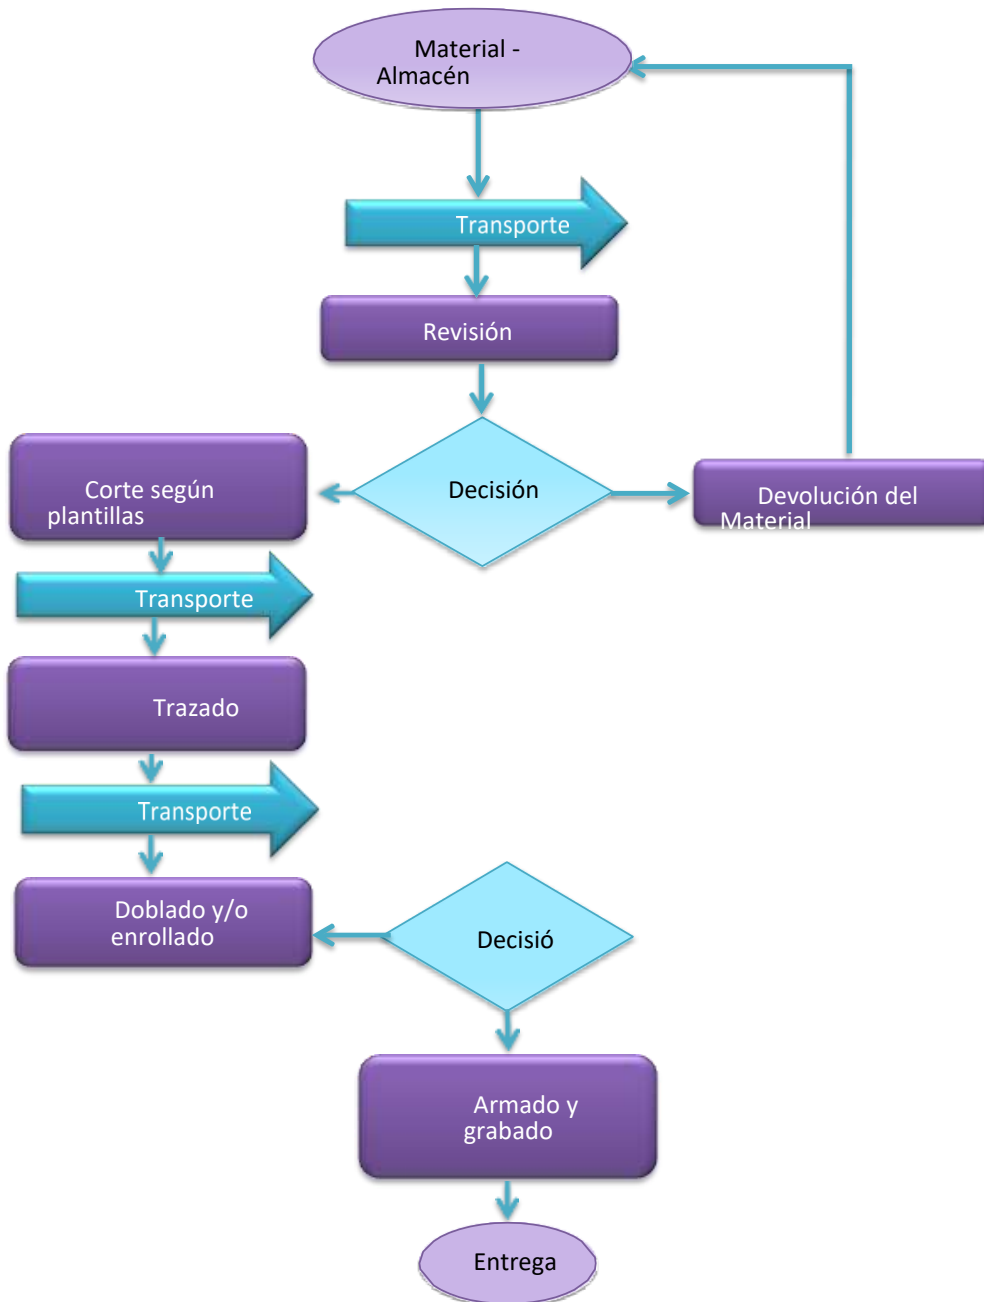 Material -
Almacén
Transporte
Revisión
Decisión
Corte según
plantillas
Devolución del
Material
Transporte
Trazado
Transporte
Doblado y/o
enrollado
Decisió
Armado y
grabado
Entrega